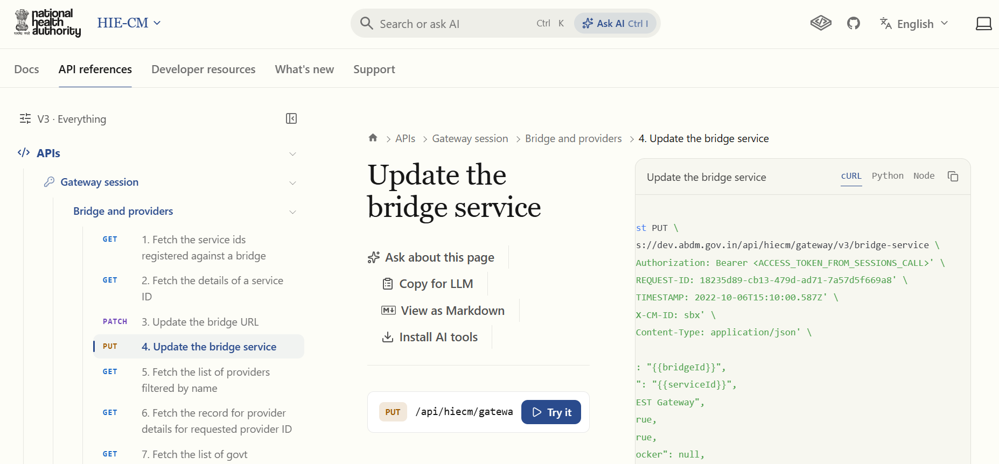 national
health
authority
HIE-CM
Search or ask AI
Ctrl K
Ask AI Ctrl I
English
Docs
API references
Developer resources
What's new
Support
V3 · Everything
APIs
Gateway session
Bridge and providers
GET 1. Fetch the service ids
registered against a bridge
GET 2. Fetch the details of a service
ID
PATCH 3. Update the bridge URL
PUT 4. Update the bridge service
GET 5. Fetch the list of providers
filtered by name
GET 6. Fetch the record for provider
details for requested provider ID
GET 7. Fetch the list of govt
APIs > Gateway session > Bridge and providers > 4. Update the bridge service
Update the
bridge service
Ask about this page
Copy for LLM
View as Markdown
Install AI tools
PUT /api/hiecm/gatewa
Try it
Update the bridge service
cURL Python Node
st PUT \
s://dev.abdm.gov.in/api/hiecm/gateway/v3/bridge-service \
Authorization: Bearer <ACCESS_TOKEN_FROM_SESSIONS_CALL>' \
REQUEST-ID: 18235d89-cb13-479d-ad71-7a57d5f669a8' \
TIMESTAMP: 2022-10-06T15:10:00.587Z' \
X-CM-ID: sbx' \
Content-Type: application/json' \
: "{{bridgeId}}",
": "{{serviceId}}",
EST Gateway",
rue,
rue,
ocker": null,